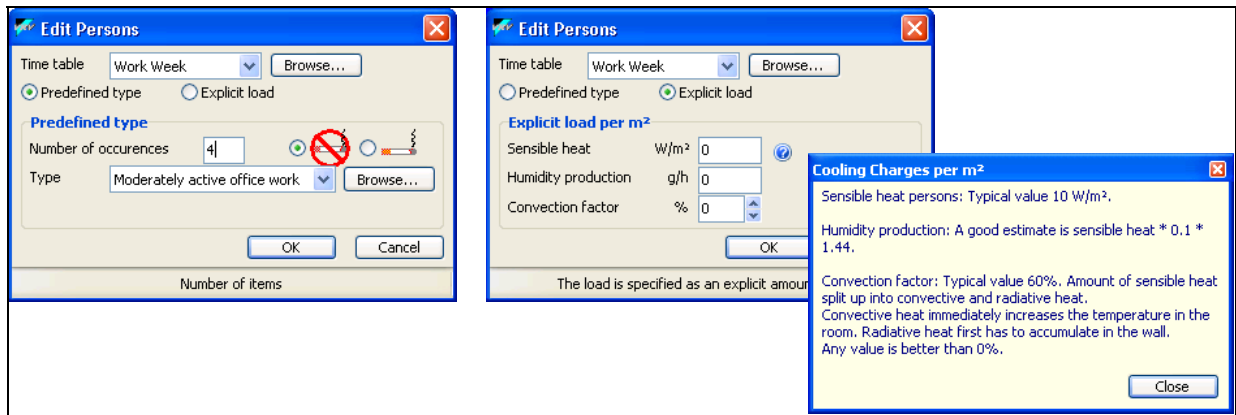 Edit Persons
Time table Work Week Browse...
Predefined type Explicit load
Predefined type
Number of occurences 4
Type Moderately active office work Browse...
OK Cancel
Number of items
Edit Persons
Time table Work Week Browse...
Predefined type Explicit load
Explicit load per m²
Sensible heat W/m² 0
Humidity production g/h 0
Convection factor % 0
OK
The load is specified as an explicit amour
Cooling Charges per m²
Sensible heat persons: Typical value 10 W/m².
Humidity production: A good estimate is sensible heat * 0.1 *
1.44.
Convection factor: Typical value 60%. Amount of sensible heat
split up into convective and radiative heat.
Convective heat immediately increases the temperature in the
room. Radiative heat first has to accumulate in the wall.
Any value is better than 0%.
Close